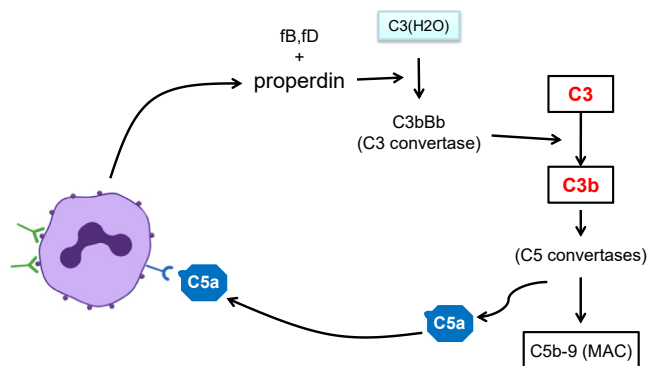 C3(H2O)
fB,fD
+
properdin
C3
C3bBb
(C3 convertase)
C3b
(C5 convertases)
C5a
C5a
C5b-9 (MAC)